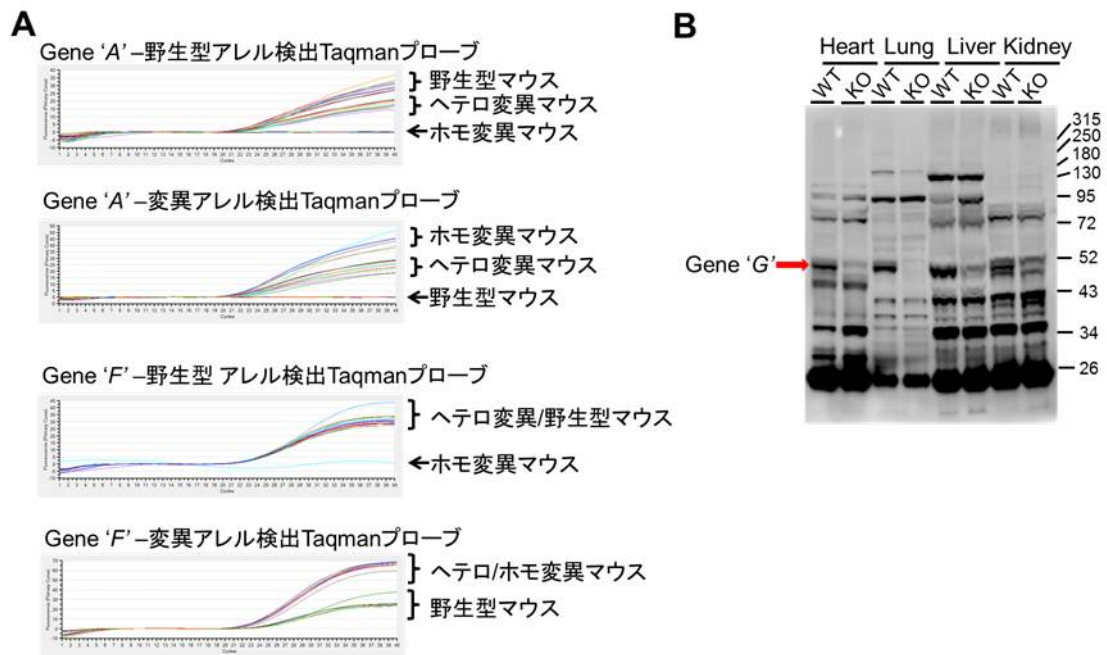 A
Gene ‘A’ –野生型アレル検出Taqmanプローブ
野生型マウス
ヘテロ変異マウス
ホモ変異マウス
Gene ‘A’ –変異アレル検出Taqmanプローブ
ホモ変異マウス
ヘテロ変異マウス
野生型マウス
Gene ‘F’ –野生型 アレル検出Taqmanプローブ
ヘテロ変異/野生型マウス
ホモ変異マウス
Gene ‘F’ –変異アレル検出Taqmanプローブ
ヘテロ/ホモ変異マウス
野生型マウス
B
Heart Lung Liver Kidney
WT KO WT KO WT KO WT KO
315
250
180
130
95
72
Gene ‘G’
52
43
34
26